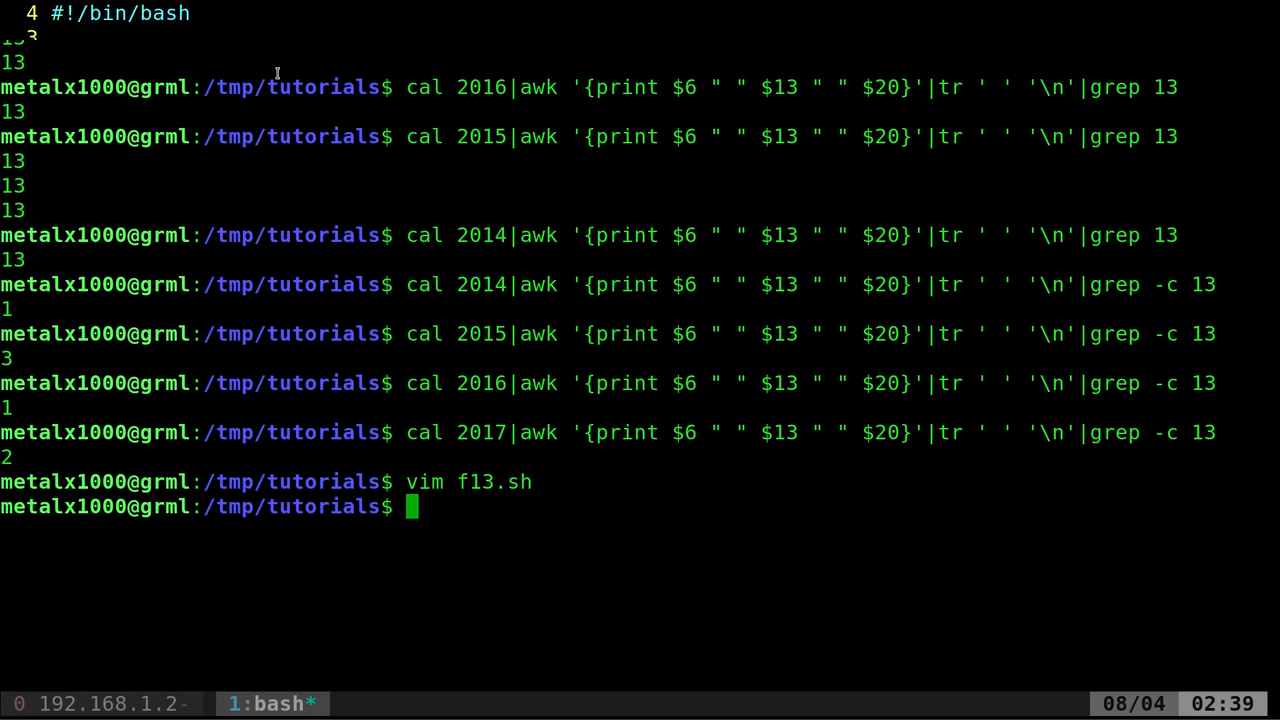 4 #!/bin/bash
3
13
13
metalx1000@grml:/tmp/tutorials$ cal 2016|awk '{print $6 " " $13 " " $20}'|tr ' ' '\n'|grep 13
13
metalx1000@grml:/tmp/tutorials$ cal 2015|awk '{print $6 " " $13 " " $20}'|tr ' ' '\n'|grep 13
13
13
13
metalx1000@grml:/tmp/tutorials$ cal 2014|awk '{print $6 " " $13 " " $20}'|tr ' ' '\n'|grep 13
13
metalx1000@grml:/tmp/tutorials$ cal 2014|awk '{print $6 " " $13 " " $20}'|tr ' ' '\n'|grep -c 13
1
metalx1000@grml:/tmp/tutorials$ cal 2015|awk '{print $6 " " $13 " " $20}'|tr ' ' '\n'|grep -c 13
3
metalx1000@grml:/tmp/tutorials$ cal 2016|awk '{print $6 " " $13 " " $20}'|tr ' ' '\n'|grep -c 13
1
metalx1000@grml:/tmp/tutorials$ cal 2017|awk '{print $6 " " $13 " " $20}'|tr ' ' '\n'|grep -c 13
2
metalx1000@grml:/tmp/tutorials$ vim f13.sh
metalx1000@grml:/tmp/tutorials$
0 192.168.1.2- 1:bash* 08/04 02:39